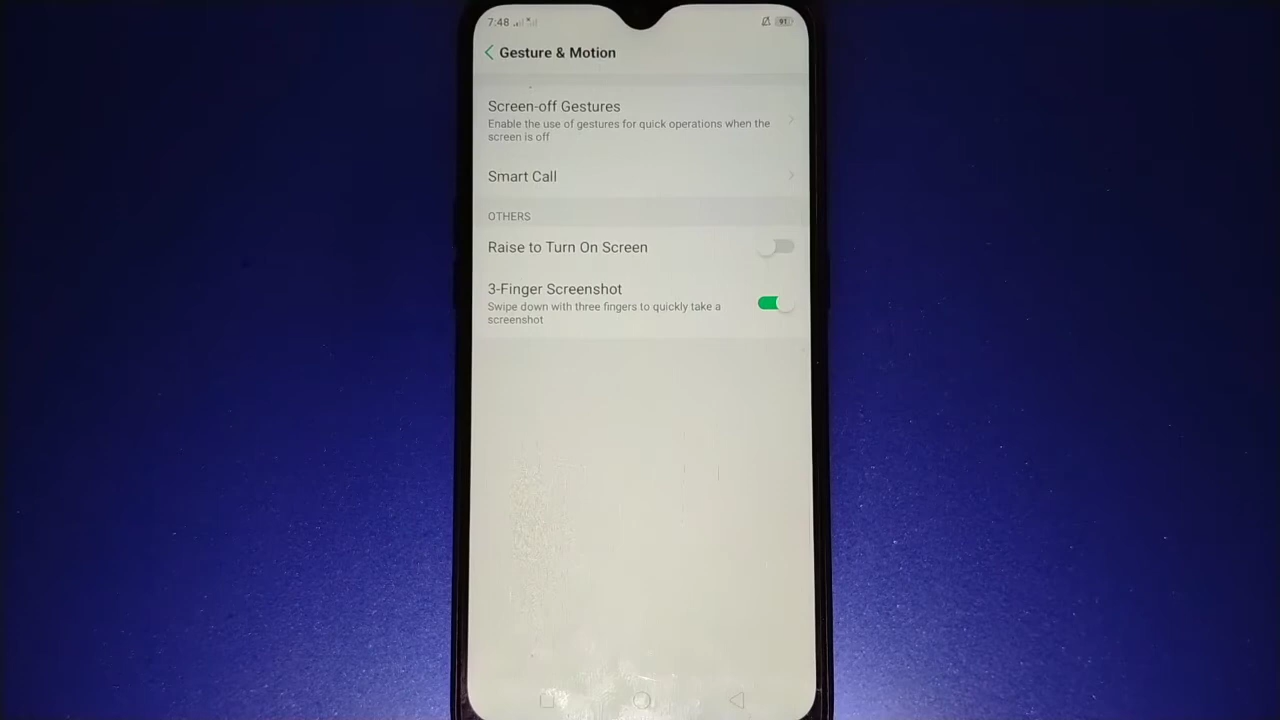 7:48 91
Gesture & Motion
Screen-off Gestures
Enable the use of gestures for quick operations when the
screen is off
Smart Call
OTHERS
Raise to Turn On Screen
3-Finger Screenshot
Swipe down with three fingers to quickly take a
screenshot